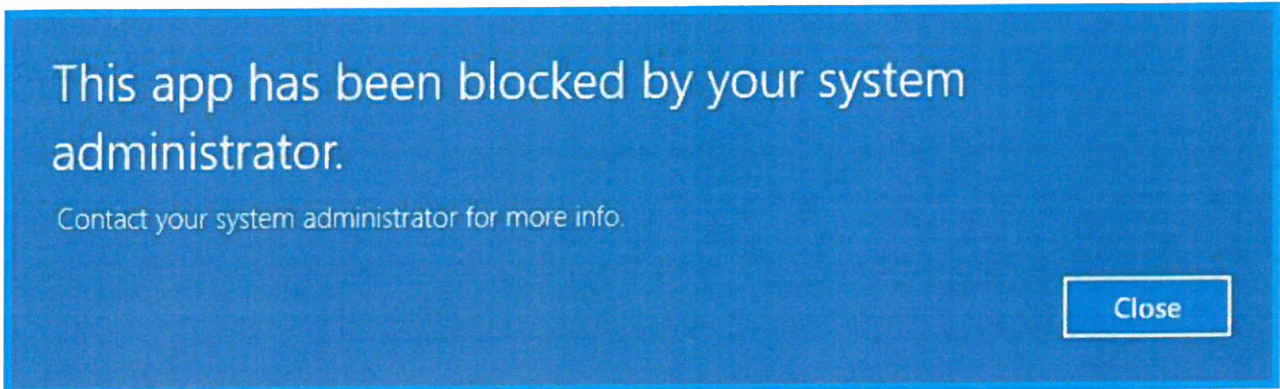 This app has been blocked by your system
administrator.
Contact your system administrator for more info.
Close